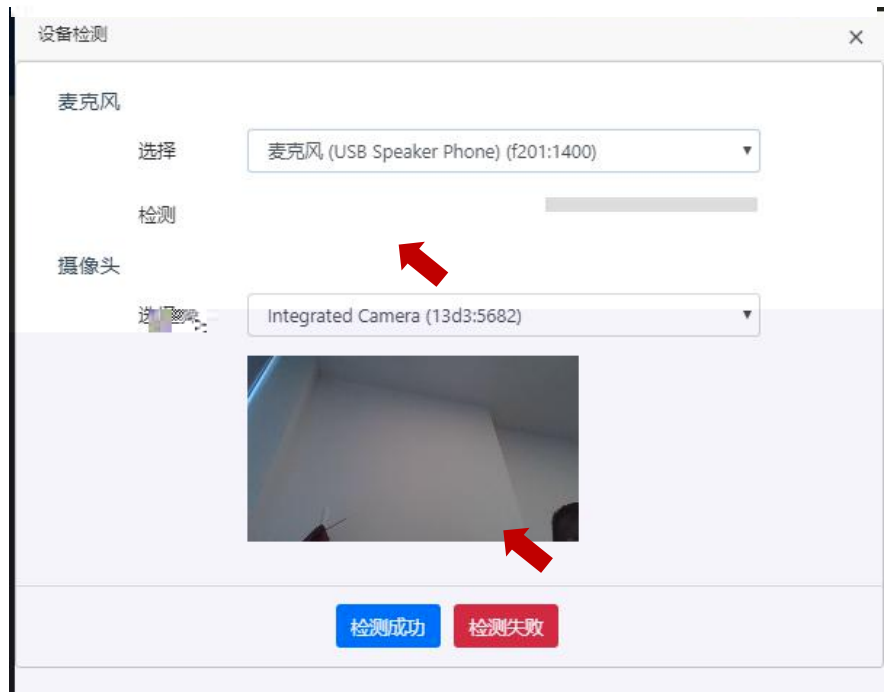 设备检测
×
麦克风
选择
麦克风 (USB Speaker Phone) (f201:1400)
检测
摄像头
Integrated Camera (13d3:5682)
检测成功 检测失败